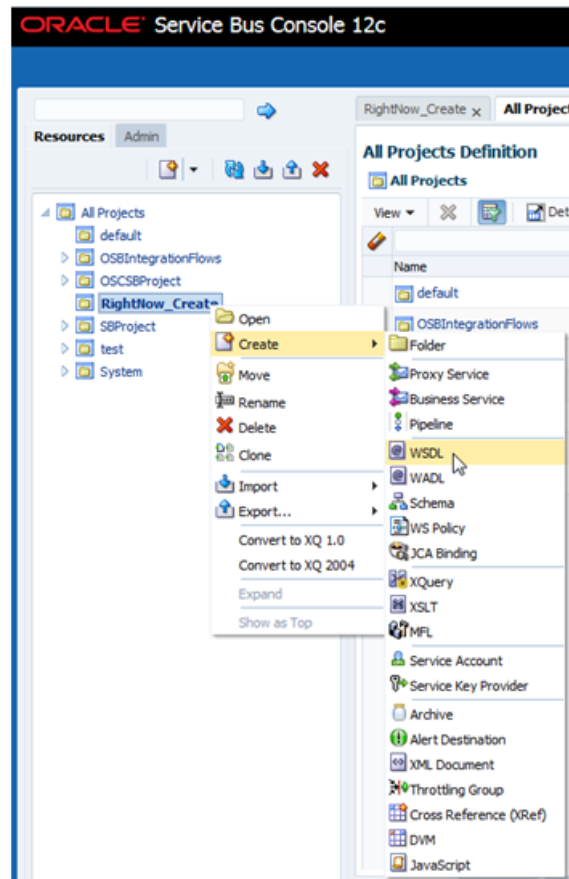 ORACLE Service Bus Console 12c
RightNow_Create x All Project
Resources Admin
All Projects Definition
All Projects
View Det
Name
default
OSBIntegrationFlows
All Projects
default
OSBIntegrationFlows
OSCSBProject
RightNow_Create
SBProject
test
System
Open
Create
Move
Rename
Delete
Clone
Import
Export...
Convert to XQ 1.0
Convert to XQ 2004
Expand
Show as Top
Folder
Proxy Service
Business Service
Pipeline
WSDL
WADL
Schema
WS Policy
JCA Binding
XQuery
XSLT
MFL
Service Account
Service Key Provider
Archive
Alert Destination
XML Document
Throttling Group
Cross Reference (XRef)
DVM
JavaScript